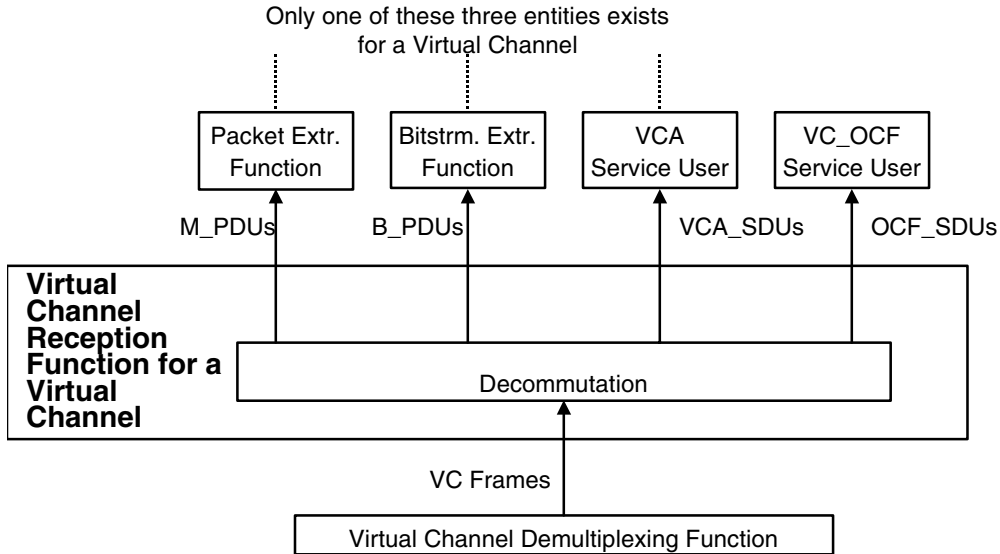 Only one of these three entities exists
for a Virtual Channel
Packet Extr.
Function
Bitstrm. Extr.
Function
VCA
Service User
VC_OCF
Service User
M_PDUs
B_PDUs
VCA_SDUs
OCF_SDUs
Virtual
Channel
Reception
Function for a
Virtual
Channel
Decommutation
VC Frames
Virtual Channel Demultiplexing Function